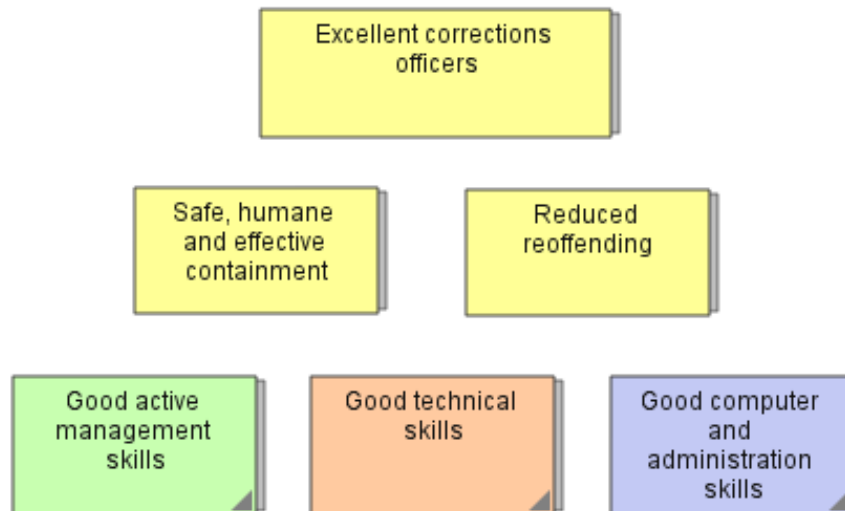 Excellent corrections
officers
Safe, humane
and effective
containment
Reduced
reoffending
Good active
management
skills
Good technical
skills
Good computer
and
administration
skills